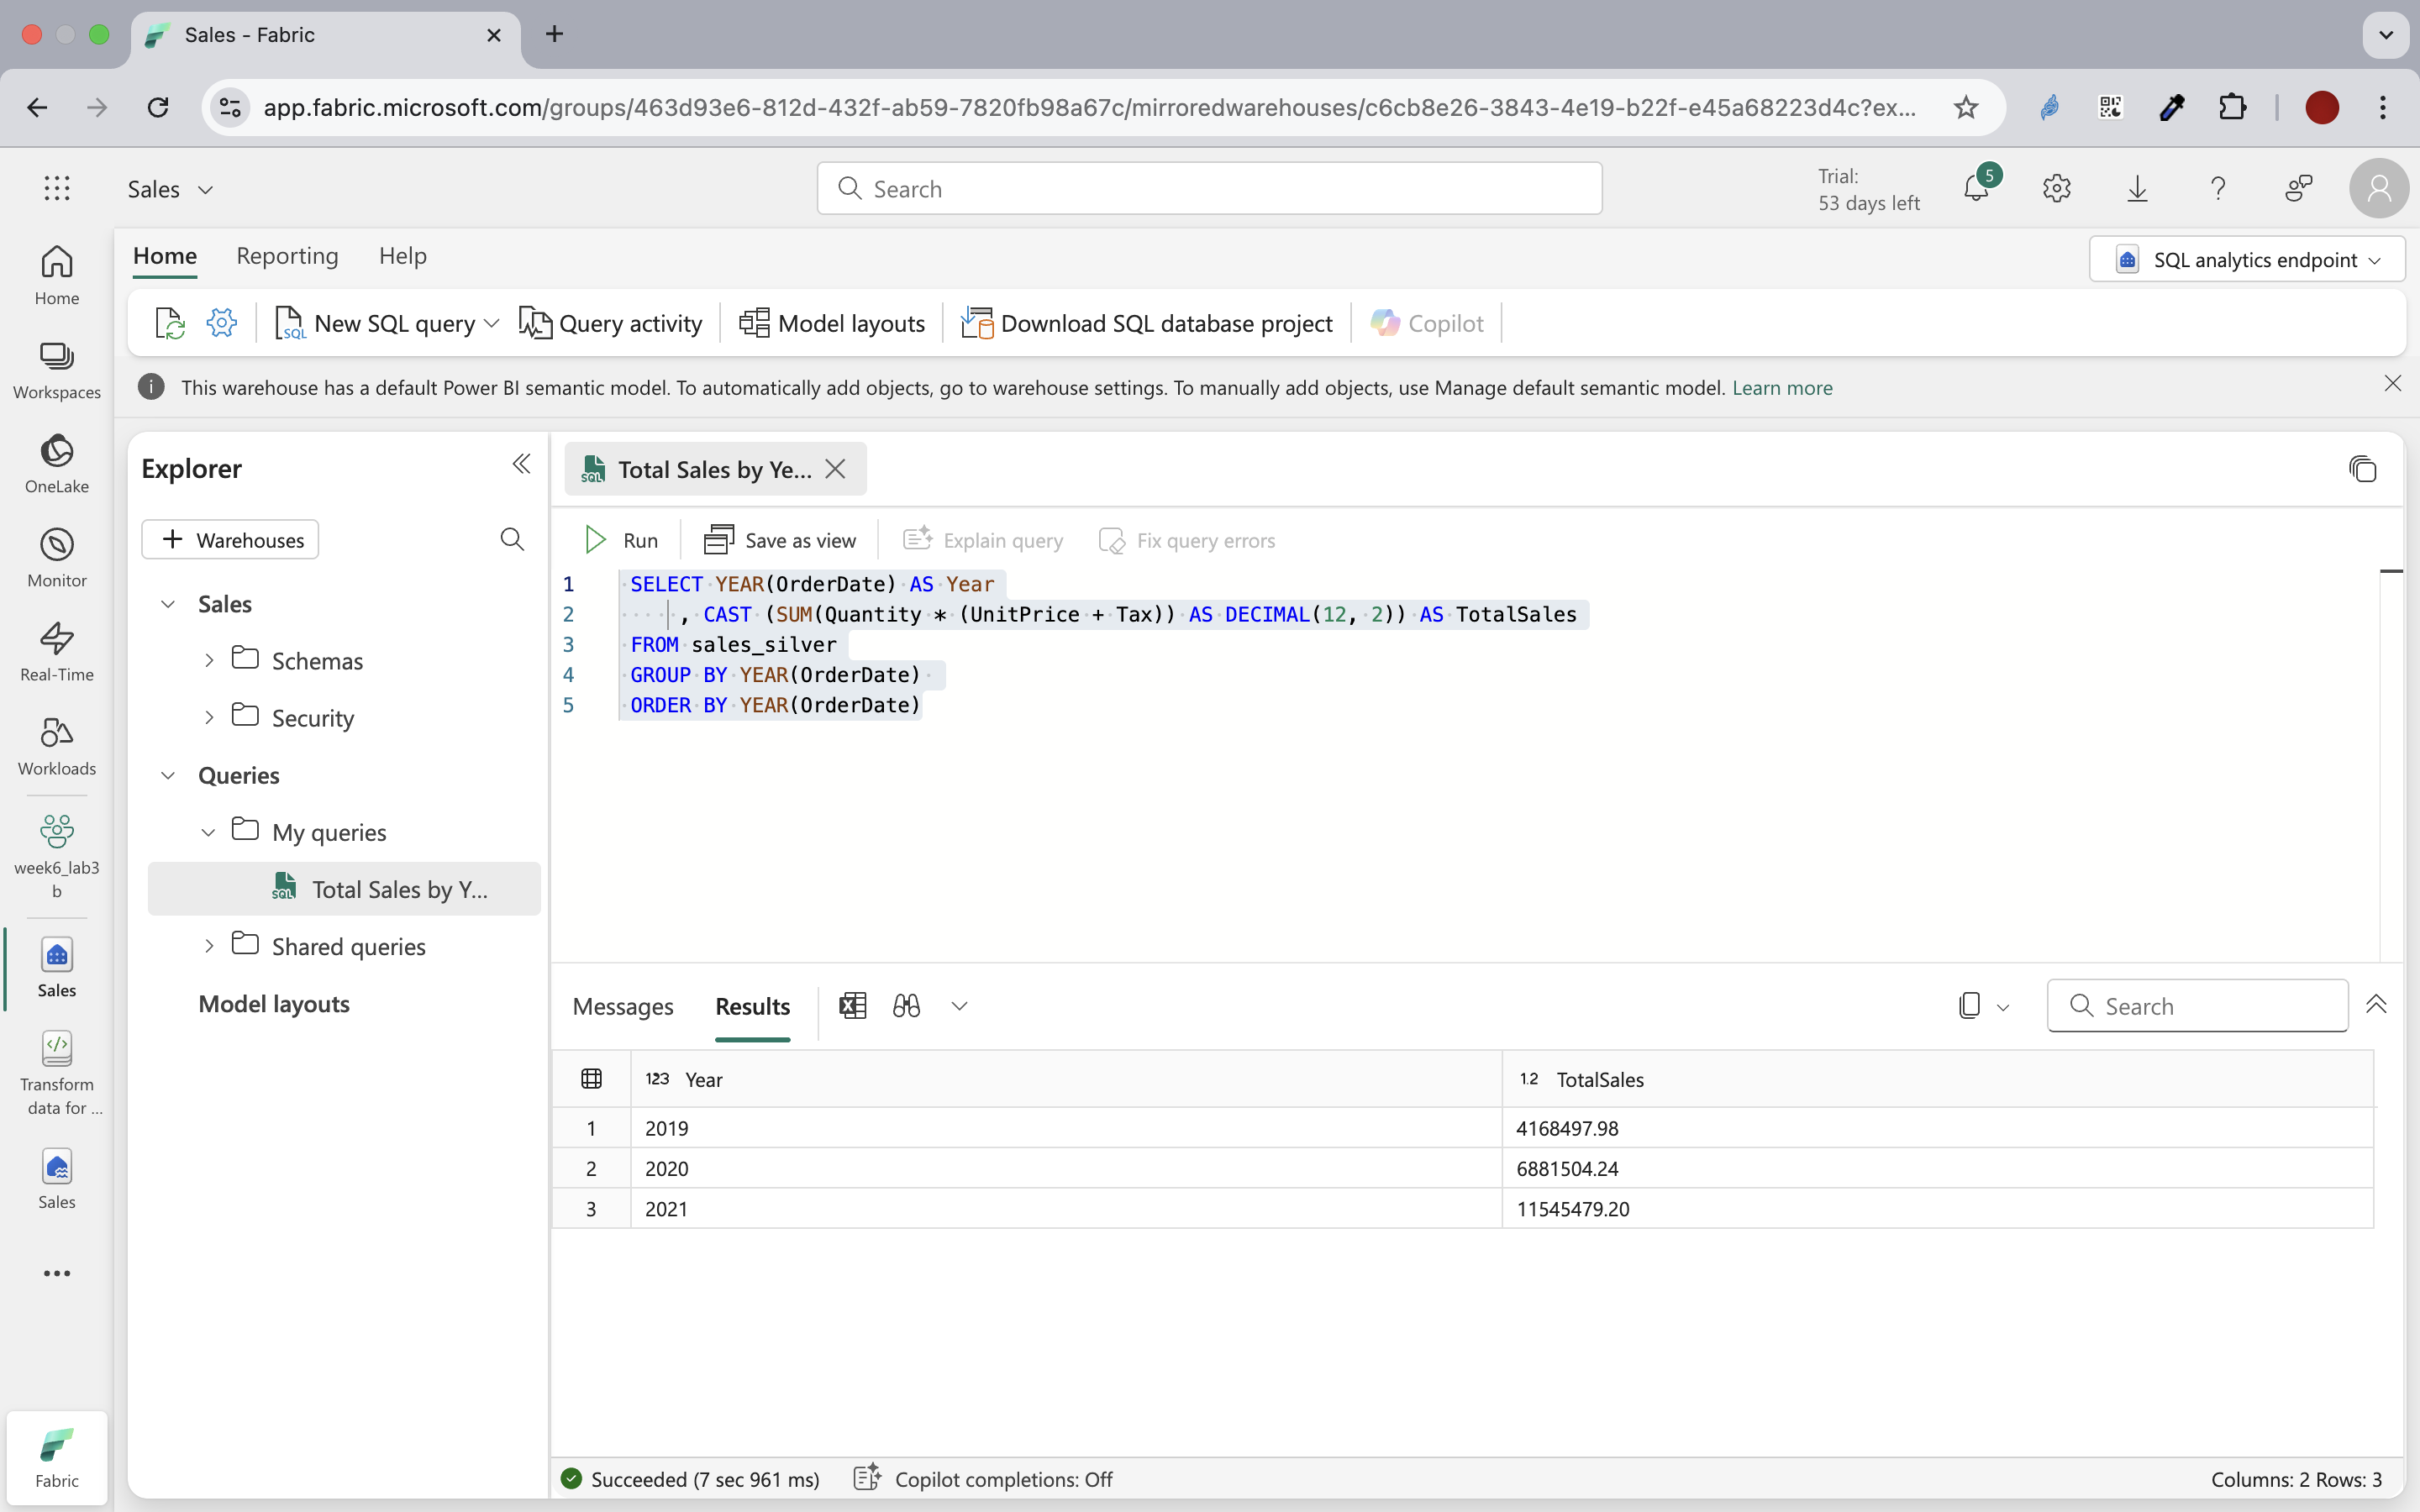 Sales - Fabric
app.fabric.microsoft.com/groups/463d93e6-812d-432f-ab59-7820fb98a67c/mirroredwarehouses/c6cb8e26-3843-4e19-b22f-e45a68223d4c?ex...
Sales
Search
Trial:
53 days left
5
Home
Reporting
Help
SQL analytics endpoint
New SQL query
Query activity
Model layouts
Download SQL database project
Copilot
This warehouse has a default Power BI semantic model. To automatically add objects, go to warehouse settings. To manually add objects, use Manage default semantic model. Learn more
Home
Workspaces
OneLake
Monitor
Real-Time
Workloads
week6_lab3
b
Sales
Transform
data for ...
Sales
Fabric
Explorer
Warehouses
Sales
Schemas
Security
Queries
My queries
SQL
Total Sales by Y...
Shared queries
Model layouts
SQL
Total Sales by Ye...
Run
Save as view
Explain query
Fix query errors
1 SELECT YEAR(OrderDate) AS Year
2 , CAST (SUM(Quantity * (UnitPrice + Tax)) AS DECIMAL(12, 2)) AS TotalSales
3 FROM sales_silver
4 GROUP BY YEAR(OrderDate)
5 ORDER BY YEAR(OrderDate)
Messages
Results
Search
123 Year
1.2 TotalSales
1 2019 4168497.98
2 2020 6881504.24
3 2021 11545479.20
Succeeded (7 sec 961 ms)
Copilot completions: Off
Columns: 2 Rows: 3